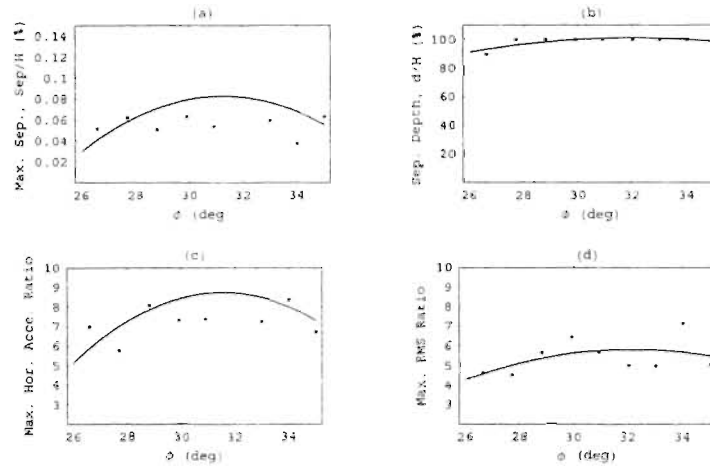 (a)
Max. Sep., Sep/H (%)
0.14
0.12
0.1
0.08
0.06
0.04
0.02
26 28 30 32 34
φ (deg
(b)
Sep. Depth, d/H (%)
100
80
60
40
20
26 28 30 32 34
φ (deg)
(c)
Max. Hor. Acce. Ratio
10
9
8
7
6
5
4
3
26 28 30 32 34
φ (deg)
(d)
Max. RMS Ratio
10
9
8
7
6
5
4
3
26 28 30 32 34
φ (deg)